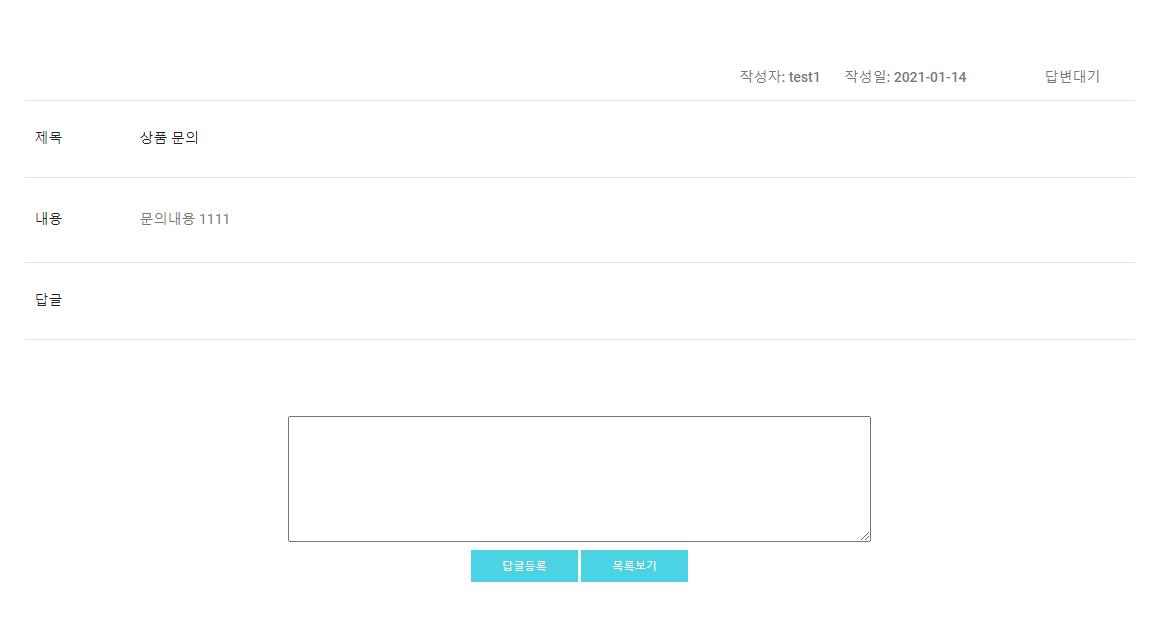 작성자: test1 작성일: 2021-01-14 답변대기
제목 상품 문의
내용 문의내용 1111
답글
답글등록 목록보기